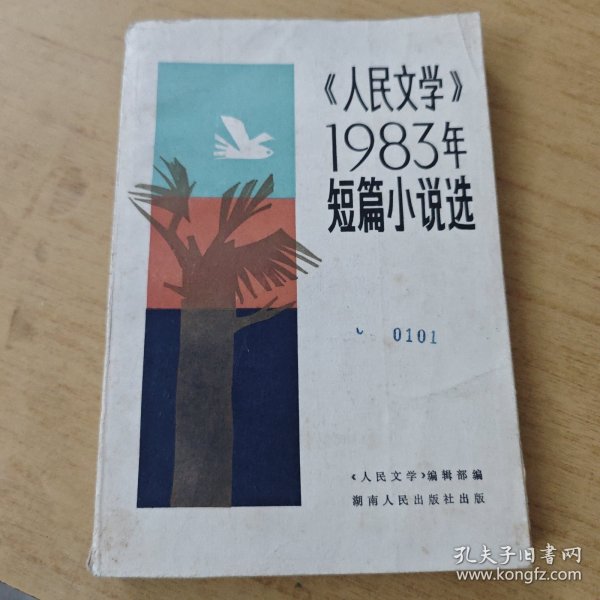 《人民文学》
1983年
短篇小说选
0101
《人民文学》编辑部编
湖南人民出版社出版
孔夫子旧书网
www.kongfz.com